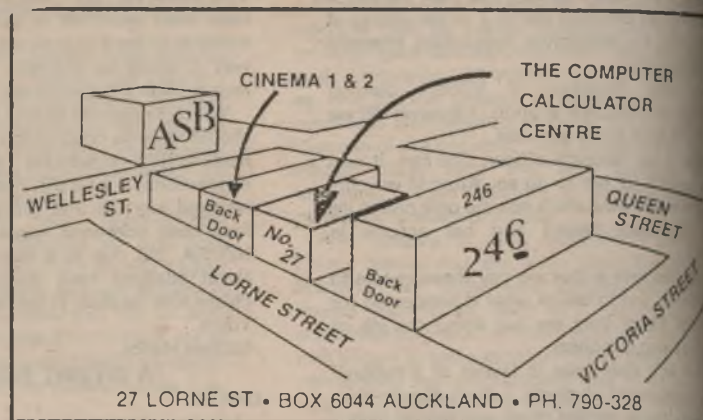 CINEMA 1 & 2
THE COMPUTER
CALCULATOR
CENTRE
ASB
WELLESLEY
ST.
Back
Door
No.
27
246
246
QUEEN
STREET
Back
Door
LORNE STREET
VICTORIA STREET
27 LORNE ST • BOX 6044 AUCKLAND • PH. 790-328